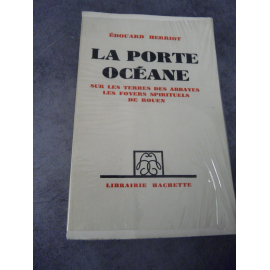 ÉDOUARD HERRIOT
LA PORTE
OCÉANE
SUR LES TERRES DES ABBAYES
LES FOYERS SPIRITUELS
DE ROUEN
LIBRAIRIE HACHETTE